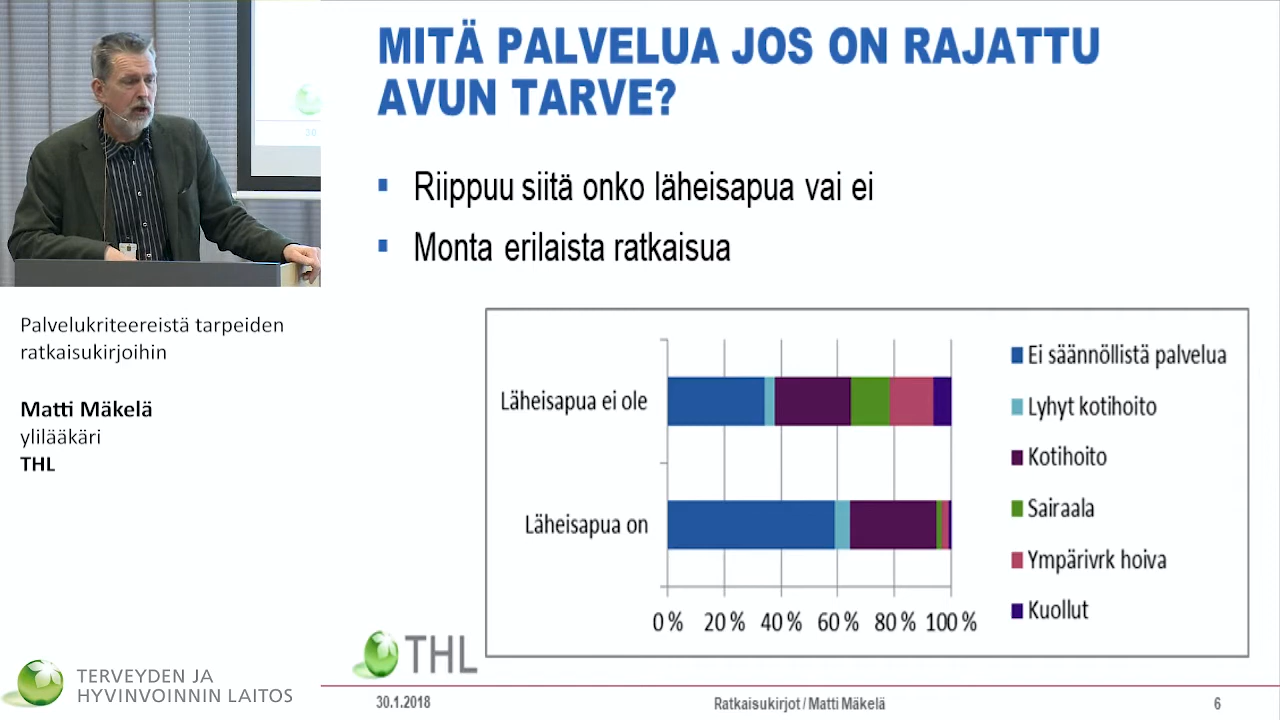 MITÄ PALVELUA JOS ON RAJATTU
AVUN TARVE?
Riippuu siitä onko läheisapua vai ei
Monta erilaista ratkaisua
Läheisapua ei ole
Läheisapua on
0 % 20 % 40 % 60 % 80 % 100 %
Ei säännöllistä palvelua
Lyhyt kotihoito
Kotihoito
Sairaala
Ympärivrk hoiva
Kuollut
THL
30.1.2018
Ratkaisukirjot / Matti Mäkelä
6
Palvelukriteereistä tarpeiden
ratkaisukirjoihin
Matti Mäkelä
ylilääkäri
THL
TERVEYDEN JA
HYVINVOINNIN LAITOS